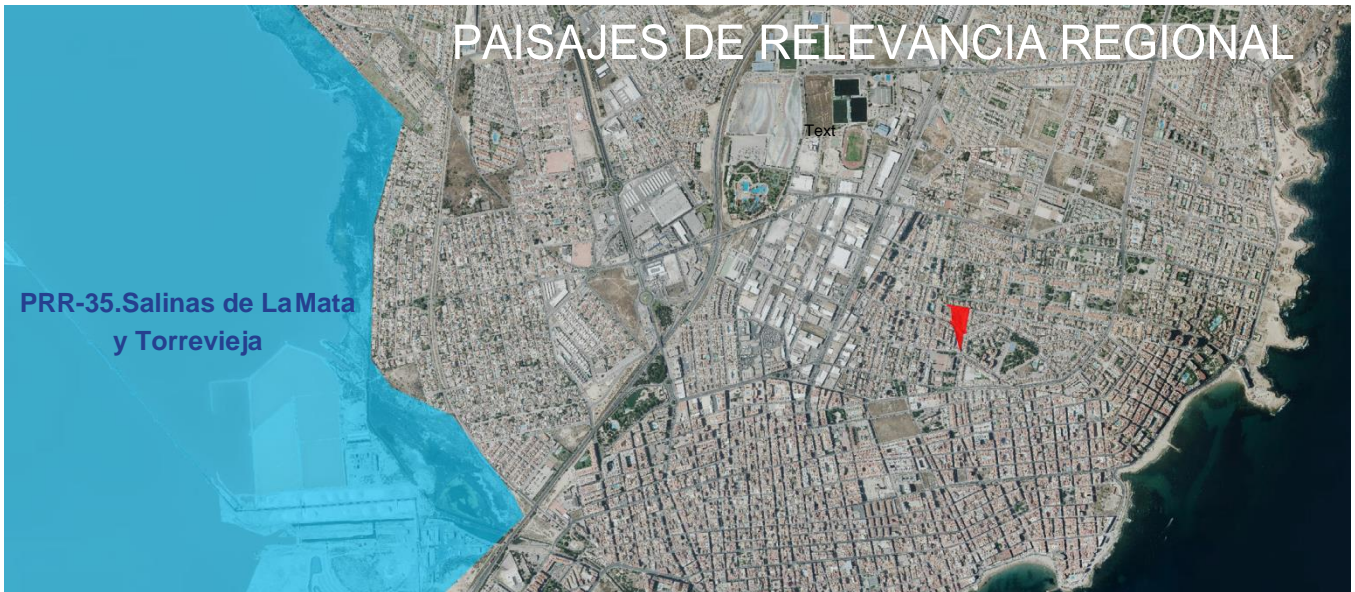 PAISAJES DE RELEVANCIA REGIONAL
Text
PRR-35.Salinas de La Mata
y Torrevieja